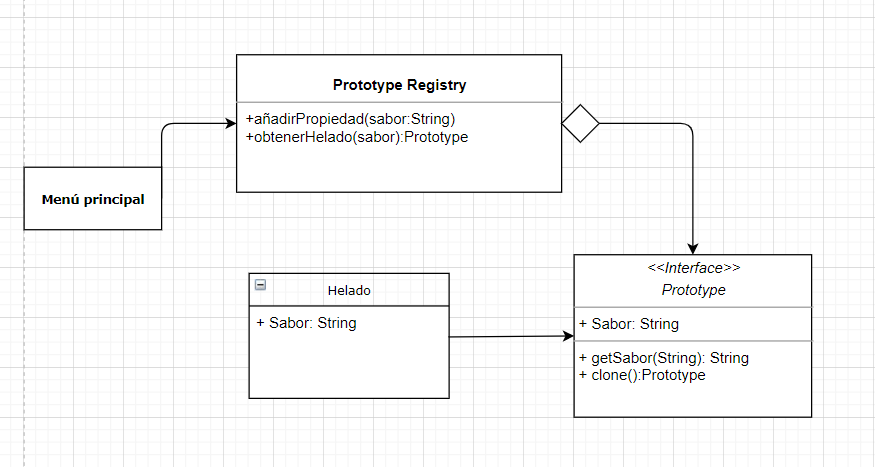 Prototype Registry
+añadirPropiedad(sabor:String)
+obtenerHelado(sabor):Prototype
Menú principal
<<Interface>>
Prototype
+ Sabor: String
+ getSabor(String): String
+ clone():Prototype
Helado
+ Sabor: String